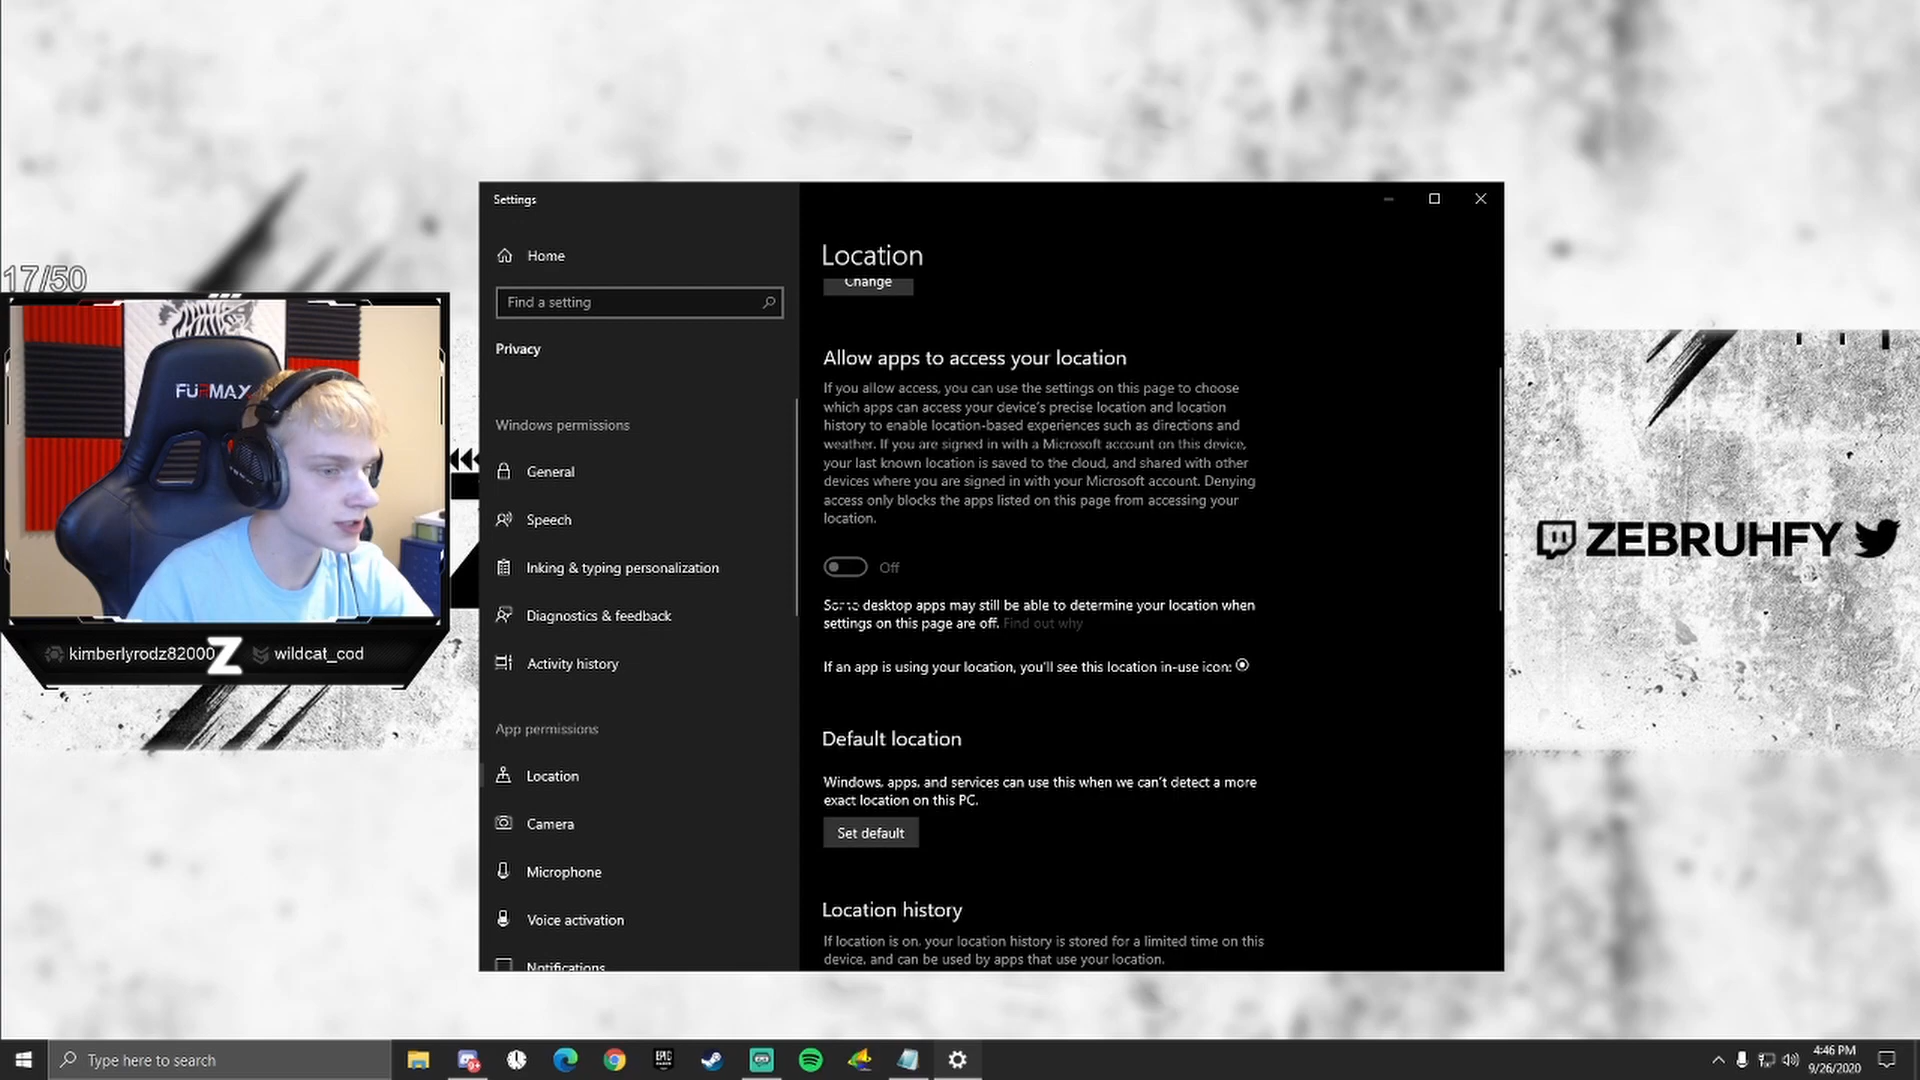 17/50
FURMAX
kimberlyrodz82000
Z
wildcat_cod
Settings
Home
Find a setting
Privacy
Windows permissions
General
Speech
Inking & typing personalization
Diagnostics & feedback
Activity history
App permissions
Location
Camera
Microphone
Voice activation
Notifications
Location
Change
Allow apps to access your location
If you allow access, you can use the settings on this page to choose
which apps can access your device's precise location and location
history to enable location-based experiences such as directions and
weather. If you are signed in with a Microsoft account on this device,
your last known location is saved to the cloud, and shared with other
devices where you are signed in with your Microsoft account. Denying
access only blocks the apps listed on this page from accessing your
location.
Off
Some desktop apps may still be able to determine your location when
settings on this page are off. Find out why
If an app is using your location, you'll see this location in-use icon:
Default location
Windows, apps, and services can use this when we can't detect a more
exact location on this PC.
Set default
Location history
If location is on, your location history is stored for a limited time on this
device, and can be used by apps that use your location.
ZEBRUHFY
Type here to search
9+
EPIC
4:46 PM
9/26/2020